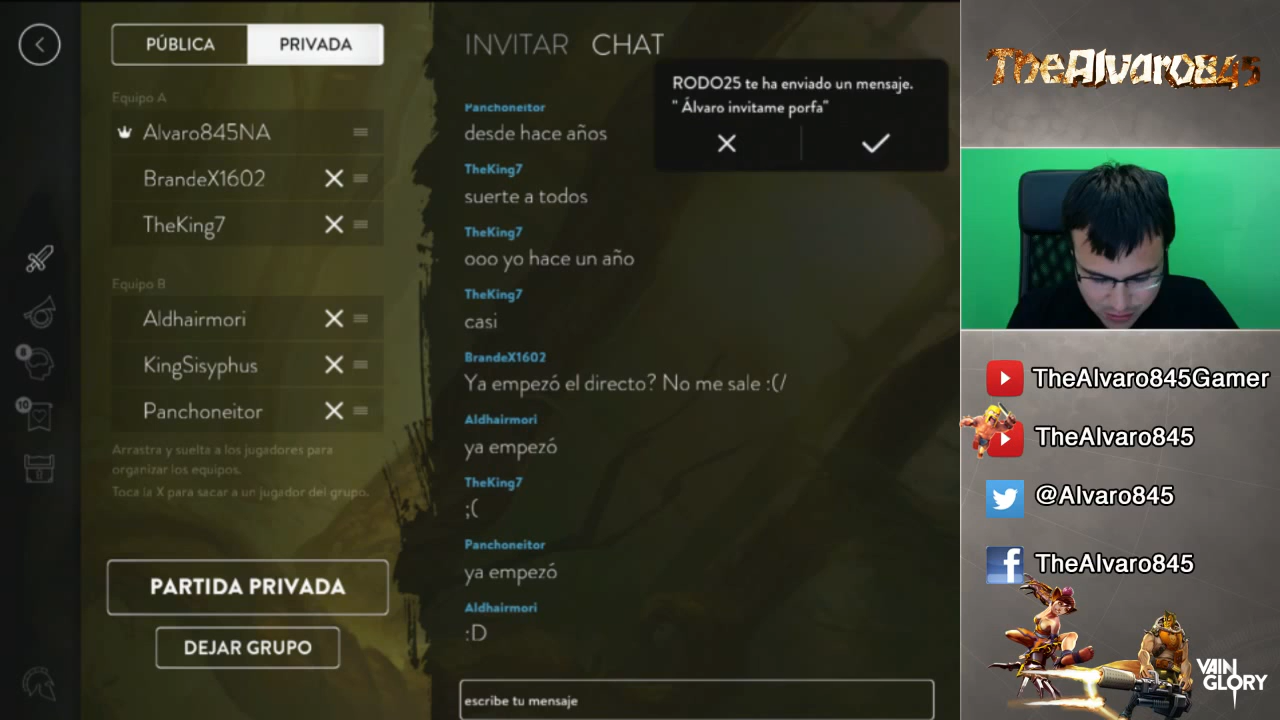 PÚBLICA
PRIVADA
Equipo A
Alvaro845NA
BrandeX1602
TheKing7
Equipo B
Aldhairmori
KingSisyphus
Panchoneitor
Arrastra y suelta a los jugadores para
organizar los equipos.
Toca la X para sacar a un jugador del grupo.
PARTIDA PRIVADA
DEJAR GRUPO
8
10
INVITAR
CHAT
RODO25 te ha enviado un mensaje.
" Álvaro invitame porfa"
Panchoneitor
desde hace años
TheKing7
suerte a todos
TheKing7
ooo yo hace un año
TheKing7
casi
BrandeX1602
Ya empezó el directo? No me sale :(/
Aldhairmori
ya empezó
TheKing7
;(
Panchoneitor
ya empezó
Aldhairmori
:D
escribe tu mensaje
TheAlvaro845
TheAlvaro845Gamer
TheAlvaro845
@Alvaro845
TheAlvaro845
VAIN
GLORY